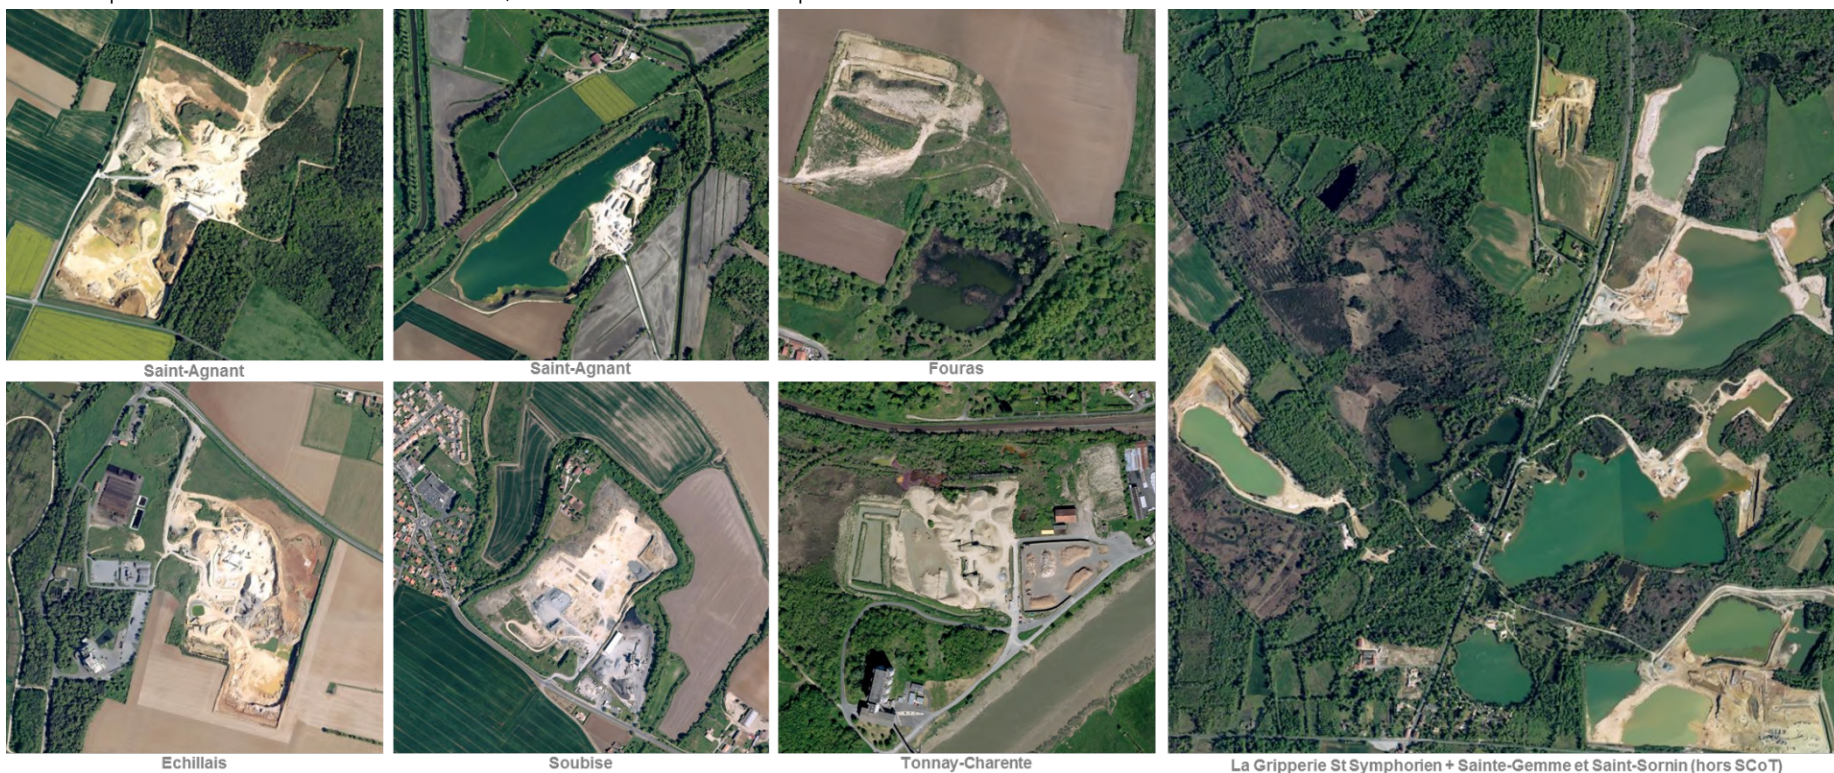 Saint-Agnant
Saint-Agnant
Fouras
Echillais
Soubise
Tonnay-Charente
La Gripperie St Symphorien + Sainte-Gemme et Saint-Sornin (hors SCoT)